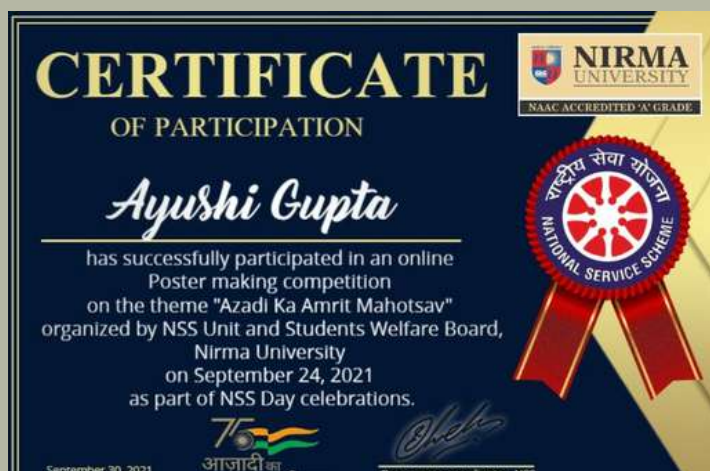 CERTIFICATE
OF PARTICIPATION
NIRMA
UNIVERSITY
NAAC ACCREDITED 'A' GRADE
राष्ट्रीय सेवा योजना
NATIONAL SERVICE SCHEME
Ayushi Gupta
has successfully participated in an online
Poster making competition
on the theme "Azadi Ka Amrit Mahotsav"
organized by NSS Unit and Students Welfare Board,
Nirma University
on September 24, 2021
as part of NSS Day celebrations.
75
आज़ादी का
September 30, 2021